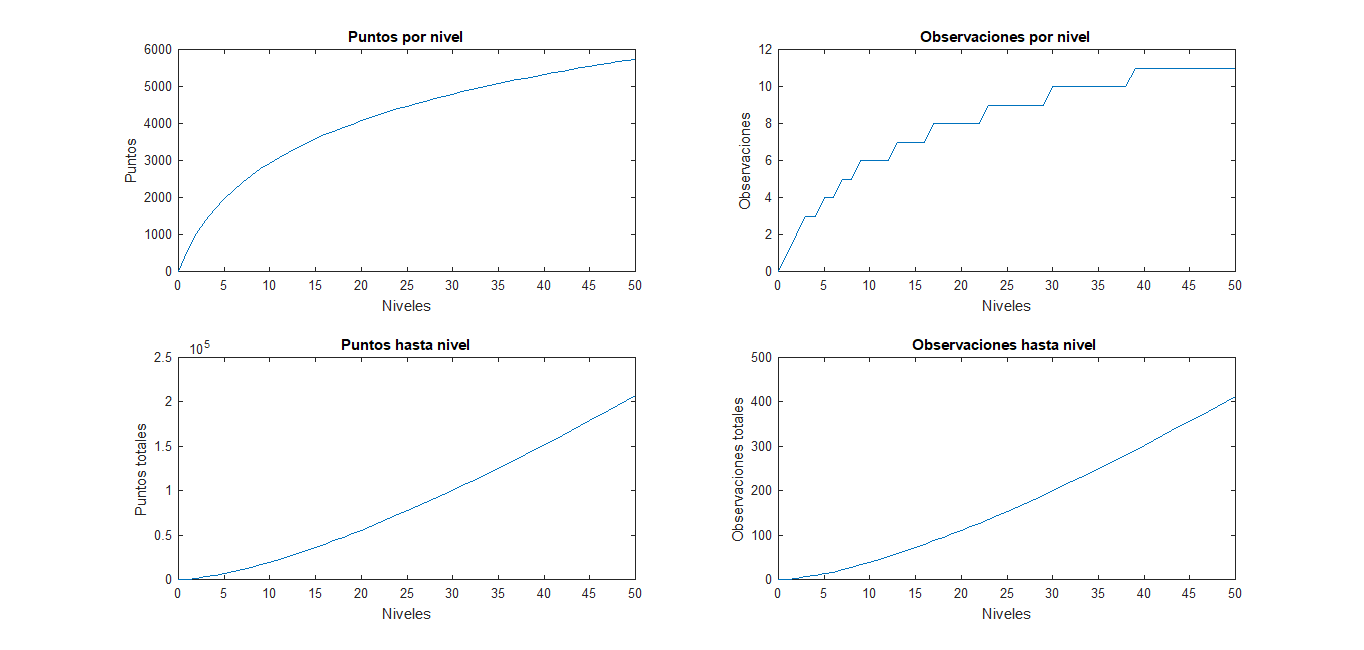 Puntos por nivel
6000
5000
4000
3000
2000
1000
0
Puntos
0 5 10 15 20 25 30 35 40 45 50
Niveles
Observaciones por nivel
12
10
8
6
4
2
0
Observaciones
0 5 10 15 20 25 30 35 40 45 50
Niveles
Puntos hasta nivel
10^5
2.5
2
1.5
1
0.5
0
Puntos totales
0 5 10 15 20 25 30 35 40 45 50
Niveles
Observaciones hasta nivel
500
400
300
200
100
0
Observaciones totales
0 5 10 15 20 25 30 35 40 45 50
Niveles